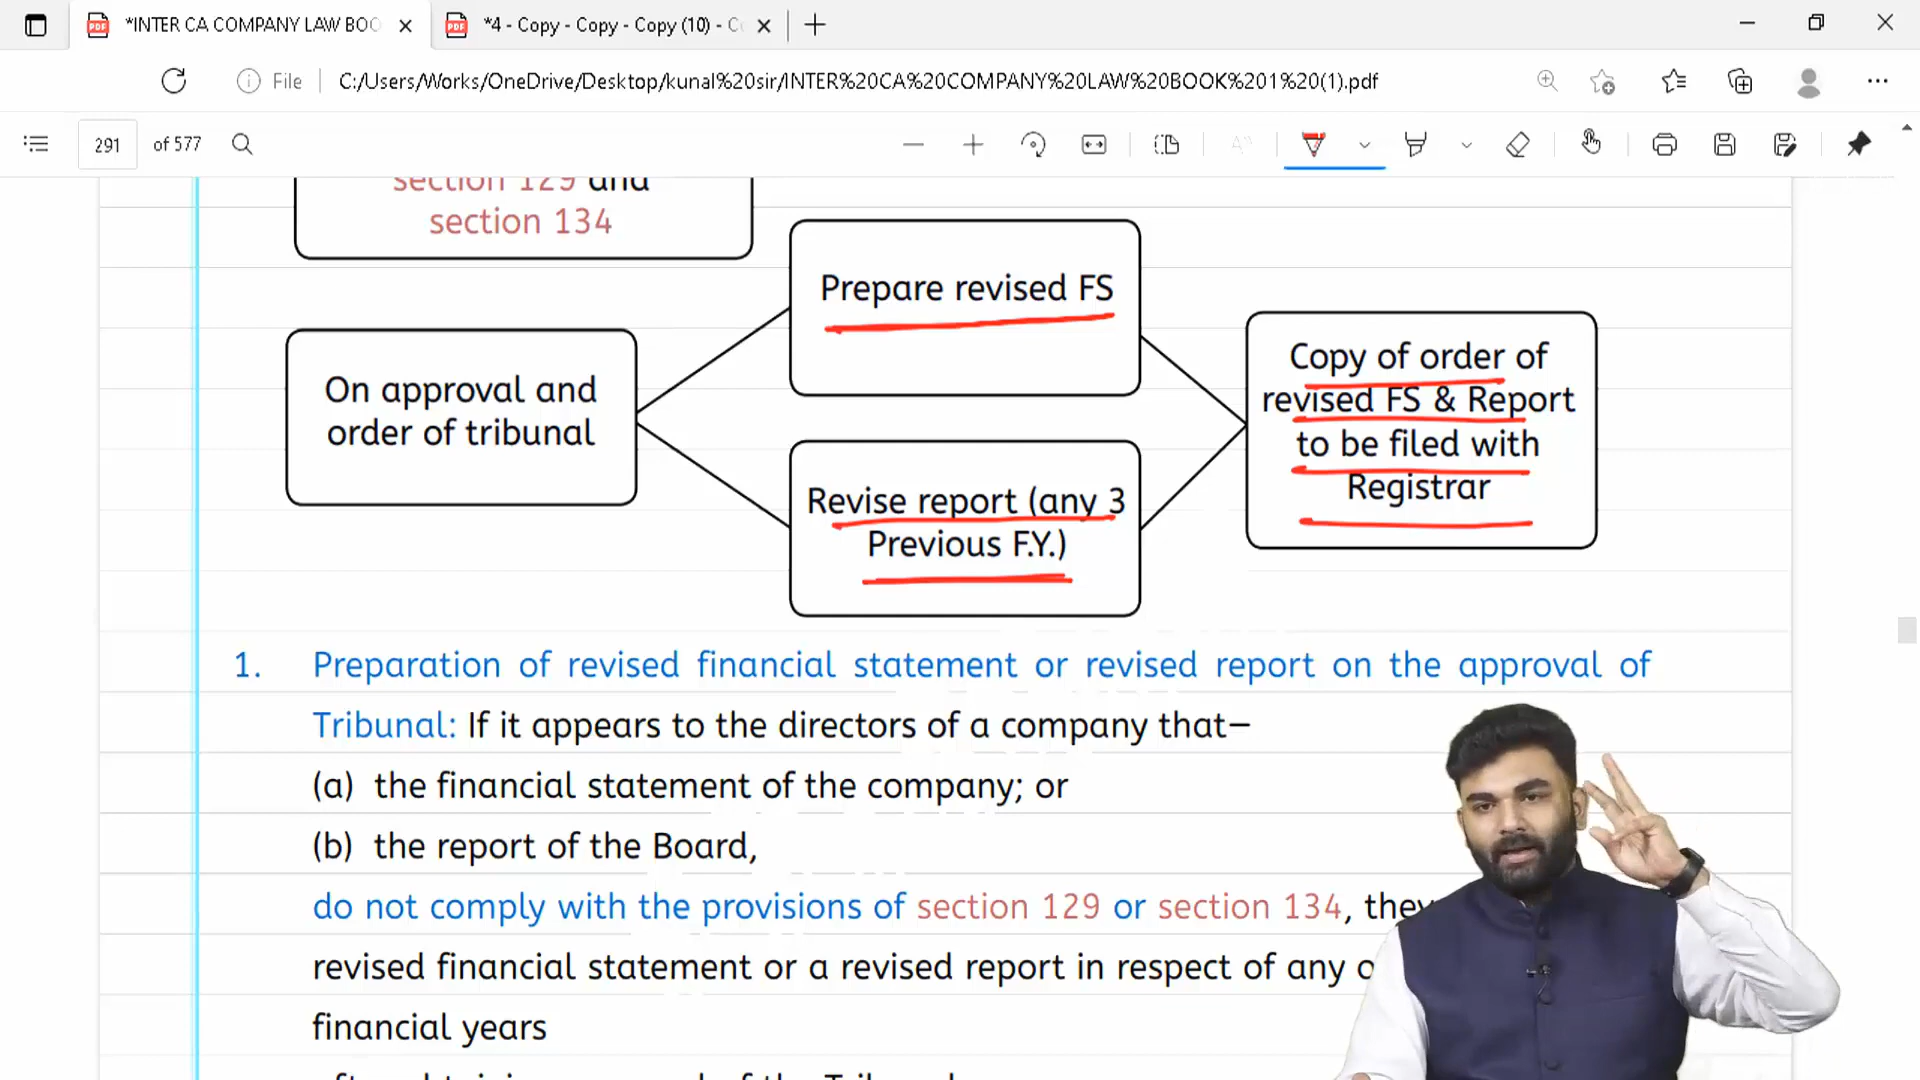 *INTER CA COMPANY LAW BOO
*4 - Copy - Copy - Copy (10) - C
File
C:/Users/Works/OneDrive/Desktop/kunal%20sir/INTER%20CA%20COMPANY%20LAW%20BOOK%201%20(1).pdf
291 of 577
section 129 and
section 134
Prepare revised FS
On approval and
order of tribunal
Revise report (any 3
Previous F.Y.)
Copy of order of
revised FS & Report
to be filed with
Registrar
1. Preparation of revised financial statement or revised report on the approval of
Tribunal: If it appears to the directors of a company that—
(a) the financial statement of the company; or
(b) the report of the Board,
do not comply with the provisions of section 129 or section 134, they
revised financial statement or a revised report in respect of any
financial years